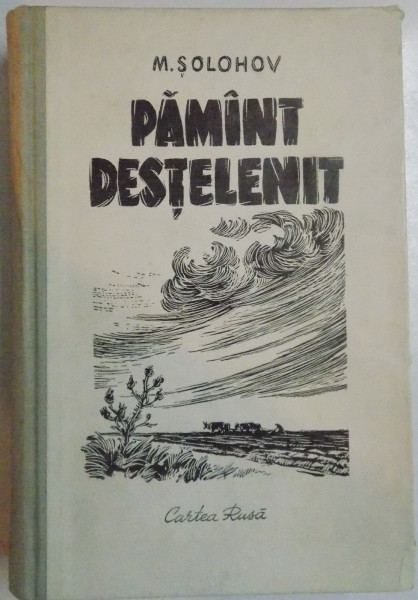 M. ȘOLOHOV
PĂMÎNT
DESȚELENIT
Cartea Rusă